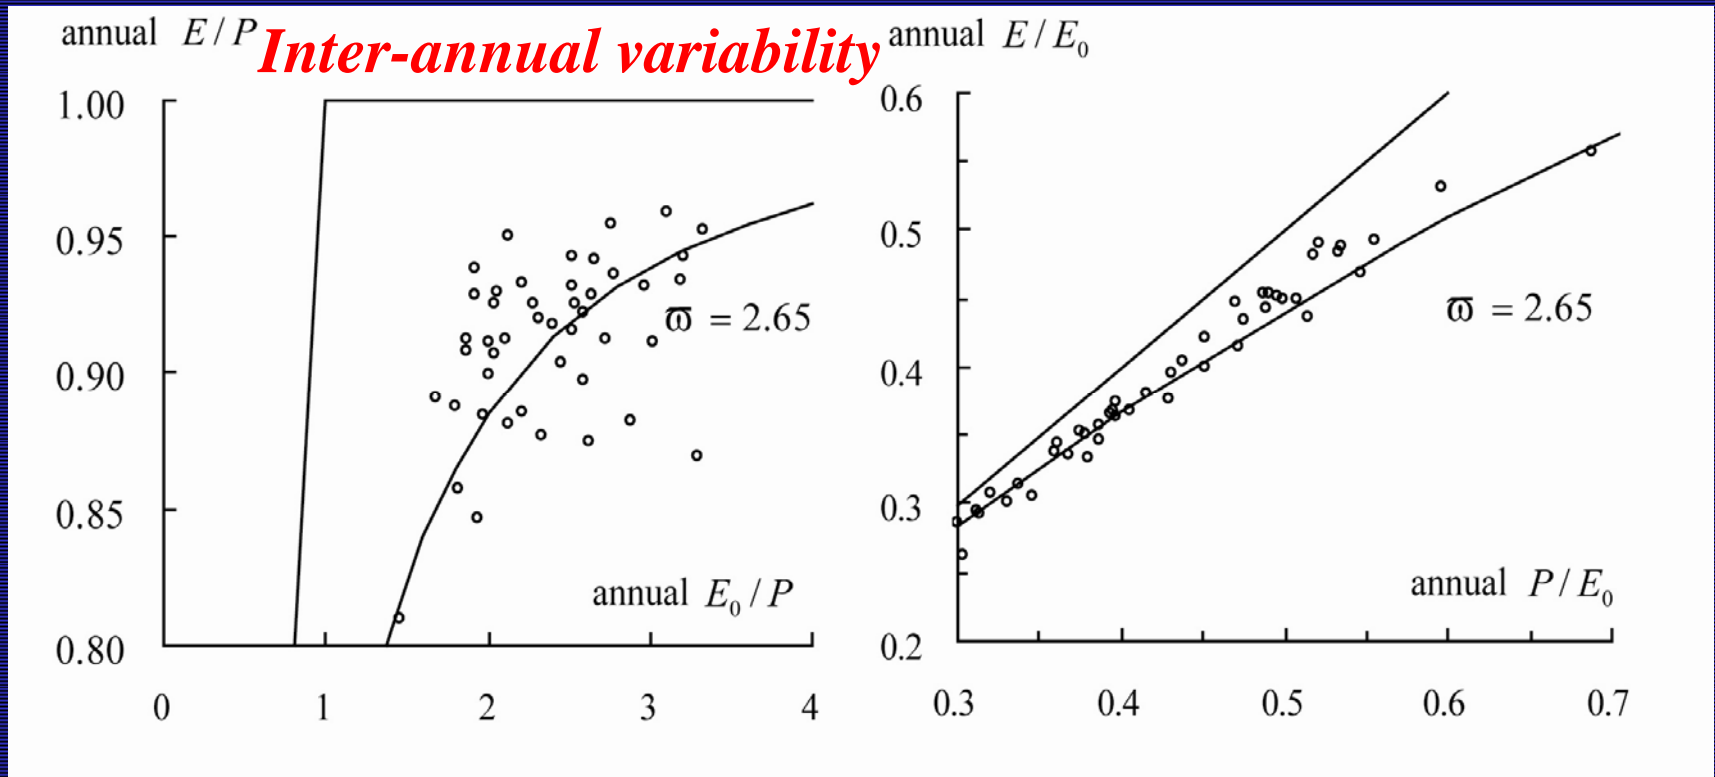 Inter-annual variability
annual E / P
1.00
0.95
0.90
0.85
0.80
0 1 2 3 4
annual E₀ / P
ϖ = 2.65
annual E / E₀
0.6
0.5
0.4
0.3
0.2
0.3 0.4 0.5 0.6 0.7
annual P / E₀
ϖ = 2.65